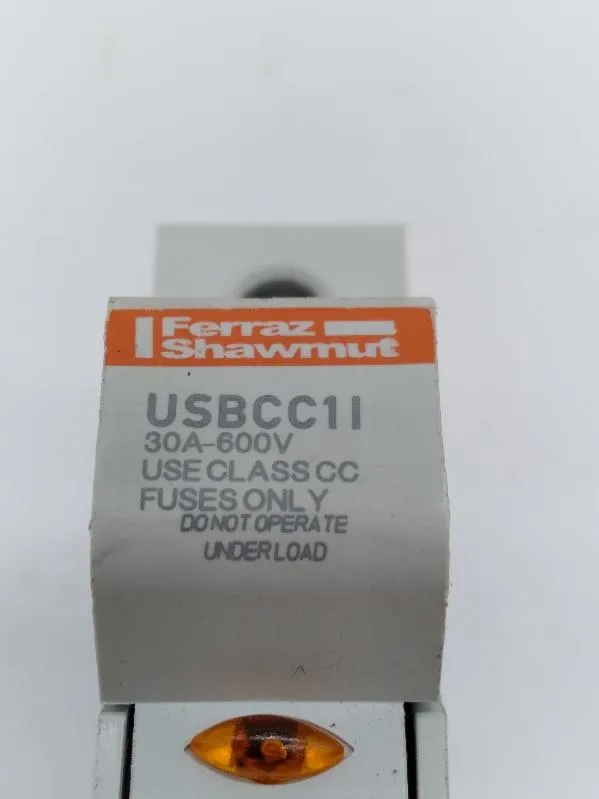 Ferraz
Shawmut
USBCC1I
30A-600V
USE CLASS CC
FUSES ONLY
DO NOT OPERATE
UNDER LOAD